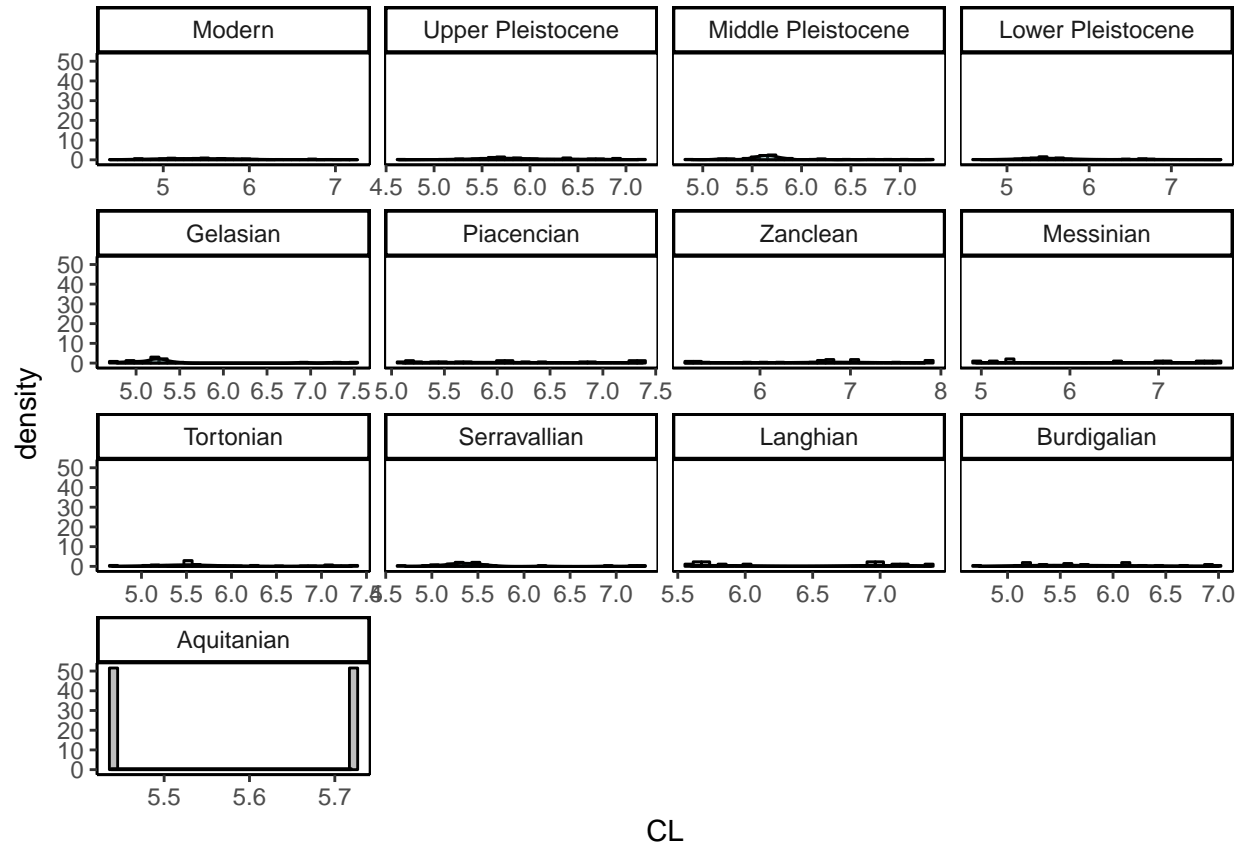 Modern Upper Pleistocene Middle Pleistocene Lower Pleistocene
50
40
30
20
10
0
5 6 7 4.5 5.0 5.5 6.0 6.5 7.0 5.0 5.5 6.0 6.5 7.0 5 6 7
Gelasian Piacencian Zanclean Messinian
50
40
30
20
10
0
5.0 5.5 6.0 6.5 7.0 7.5 5.0 5.5 6.0 6.5 7.0 7.5 6 7 8 5 6 7
density
Tortonian Serravallian Langhian Burdigalian
50
40
30
20
10
0
5.0 5.5 6.0 6.5 7.0 7.5 4.5 5.0 5.5 6.0 6.5 7.0 5.5 6.0 6.5 7.0 5.0 5.5 6.0 6.5 7.0
Aquitanian
50
40
30
20
10
0
5.5 5.6 5.7
CL